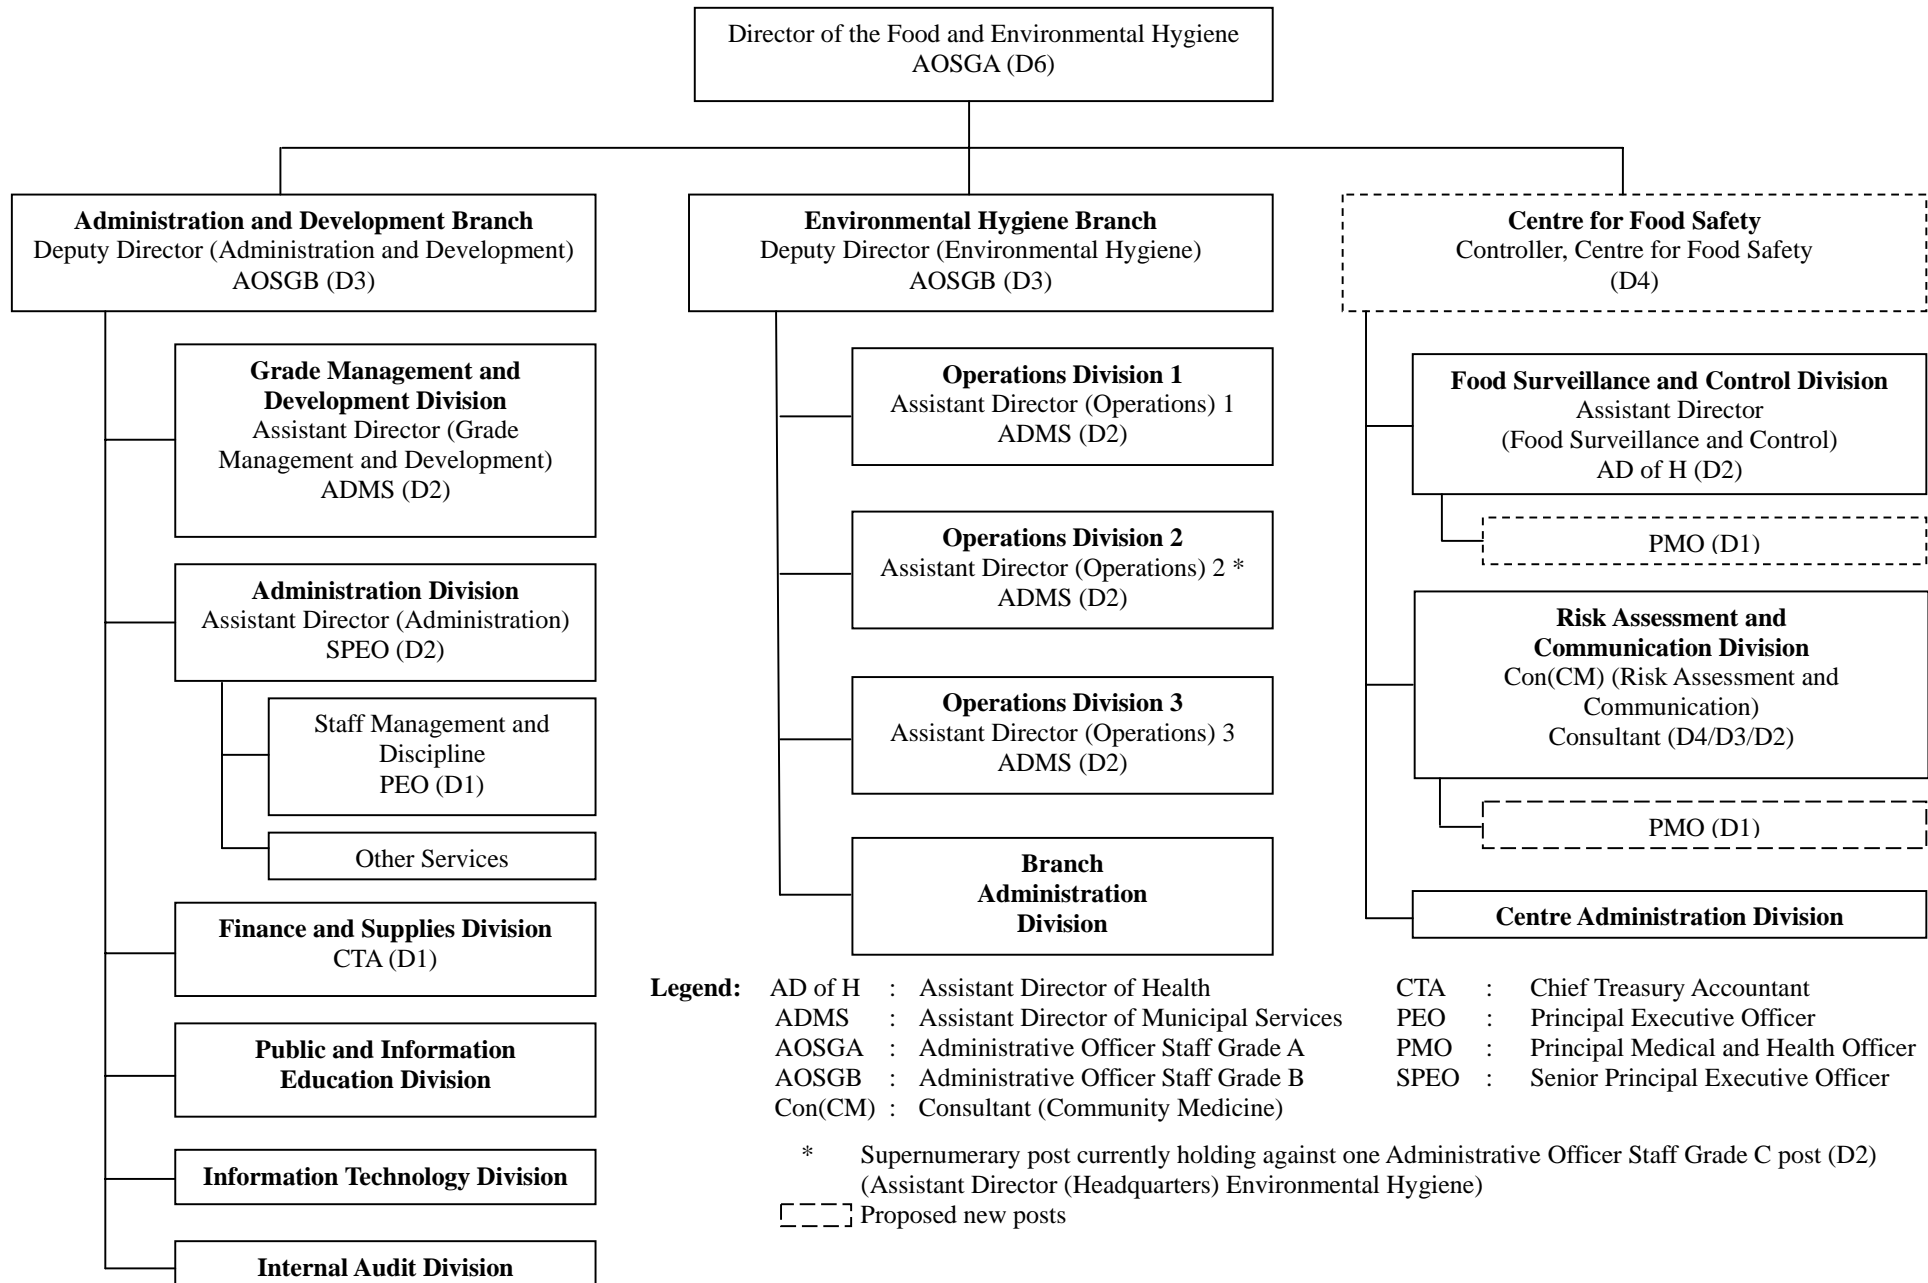 Director of the Food and Environmental Hygiene
AOSGA (D6)
Administration and Development Branch
Deputy Director (Administration and Development)
AOSGB (D3)
Grade Management and
Development Division
Assistant Director (Grade
Management and Development)
ADMS (D2)
Administration Division
Assistant Director (Administration)
SPEO (D2)
Staff Management and
Discipline
PEO (D1)
Other Services
Finance and Supplies Division
CTA (D1)
Public and Information
Education Division
Information Technology Division
Internal Audit Division
Environmental Hygiene Branch
Deputy Director (Environmental Hygiene)
AOSGB (D3)
Operations Division 1
Assistant Director (Operations) 1
ADMS (D2)
Operations Division 2
Assistant Director (Operations) 2 *
ADMS (D2)
Operations Division 3
Assistant Director (Operations) 3
ADMS (D2)
Branch
Administration
Division
Centre for Food Safety
Controller, Centre for Food Safety
(D4)
Food Surveillance and Control Division
Assistant Director
(Food Surveillance and Control)
AD of H (D2)
PMO (D1)
Risk Assessment and
Communication Division
Con(CM) (Risk Assessment and
Communication)
Consultant (D4/D3/D2)
PMO (D1)
Centre Administration Division
Legend: AD of H : Assistant Director of Health
ADMS : Assistant Director of Municipal Services
AOSGA : Administrative Officer Staff Grade A
AOSGB : Administrative Officer Staff Grade B
Con(CM) : Consultant (Community Medicine)
CTA : Chief Treasury Accountant
PEO : Principal Executive Officer
PMO : Principal Medical and Health Officer
SPEO : Senior Principal Executive Officer
* Supernumerary post currently holding against one Administrative Officer Staff Grade C post (D2)
(Assistant Director (Headquarters) Environmental Hygiene)
Proposed new posts